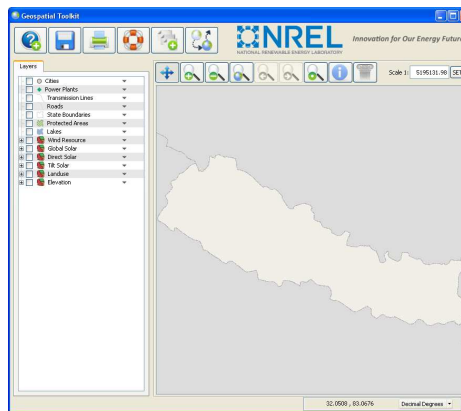 Geospatial Toolkit
NREL
NATIONAL RENEWABLE ENERGY LABORATORY
Innovation for Our Energy Future
Layers
Scale 1: 5195131.98 SET
Cities
Power Plants
Transmission Lines
Roads
State Boundaries
Protected Areas
Lakes
Wind Resource
Global Solar
Direct Solar
Tilt Solar
Landuse
Elevation
32.0508 , 83.0676 Decimal Degrees